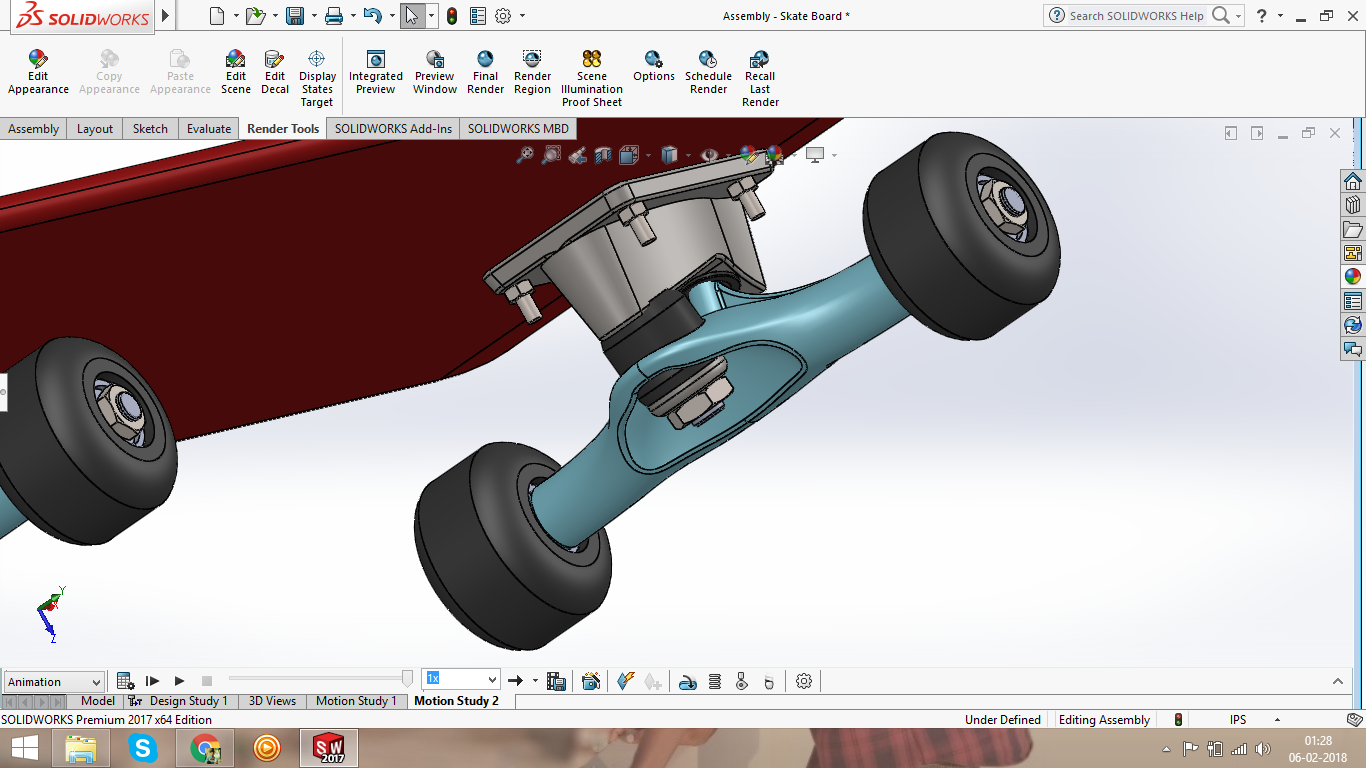 SOLIDWORKS
Assembly - Skate Board *
Search SOLIDWORKS Help
?
Edit
Appearance
Copy
Appearance
Paste
Appearance
Edit
Scene
Edit
Decal
Display
States
Target
Integrated
Preview
Preview
Window
Final
Render
Render
Region
Scene
Illumination
Proof Sheet
Options
Schedule
Render
Recall
Last
Render
Assembly
Layout
Sketch
Evaluate
Render Tools
SOLIDWORKS Add-Ins
SOLIDWORKS MBD
Y
X
Z
Animation
1x
Model
Design Study 1
3D Views
Motion Study 1
Motion Study 2
SOLIDWORKS Premium 2017 x64 Edition
Under Defined
Editing Assembly
IPS
S
SW
2017
01:28
06-02-2018